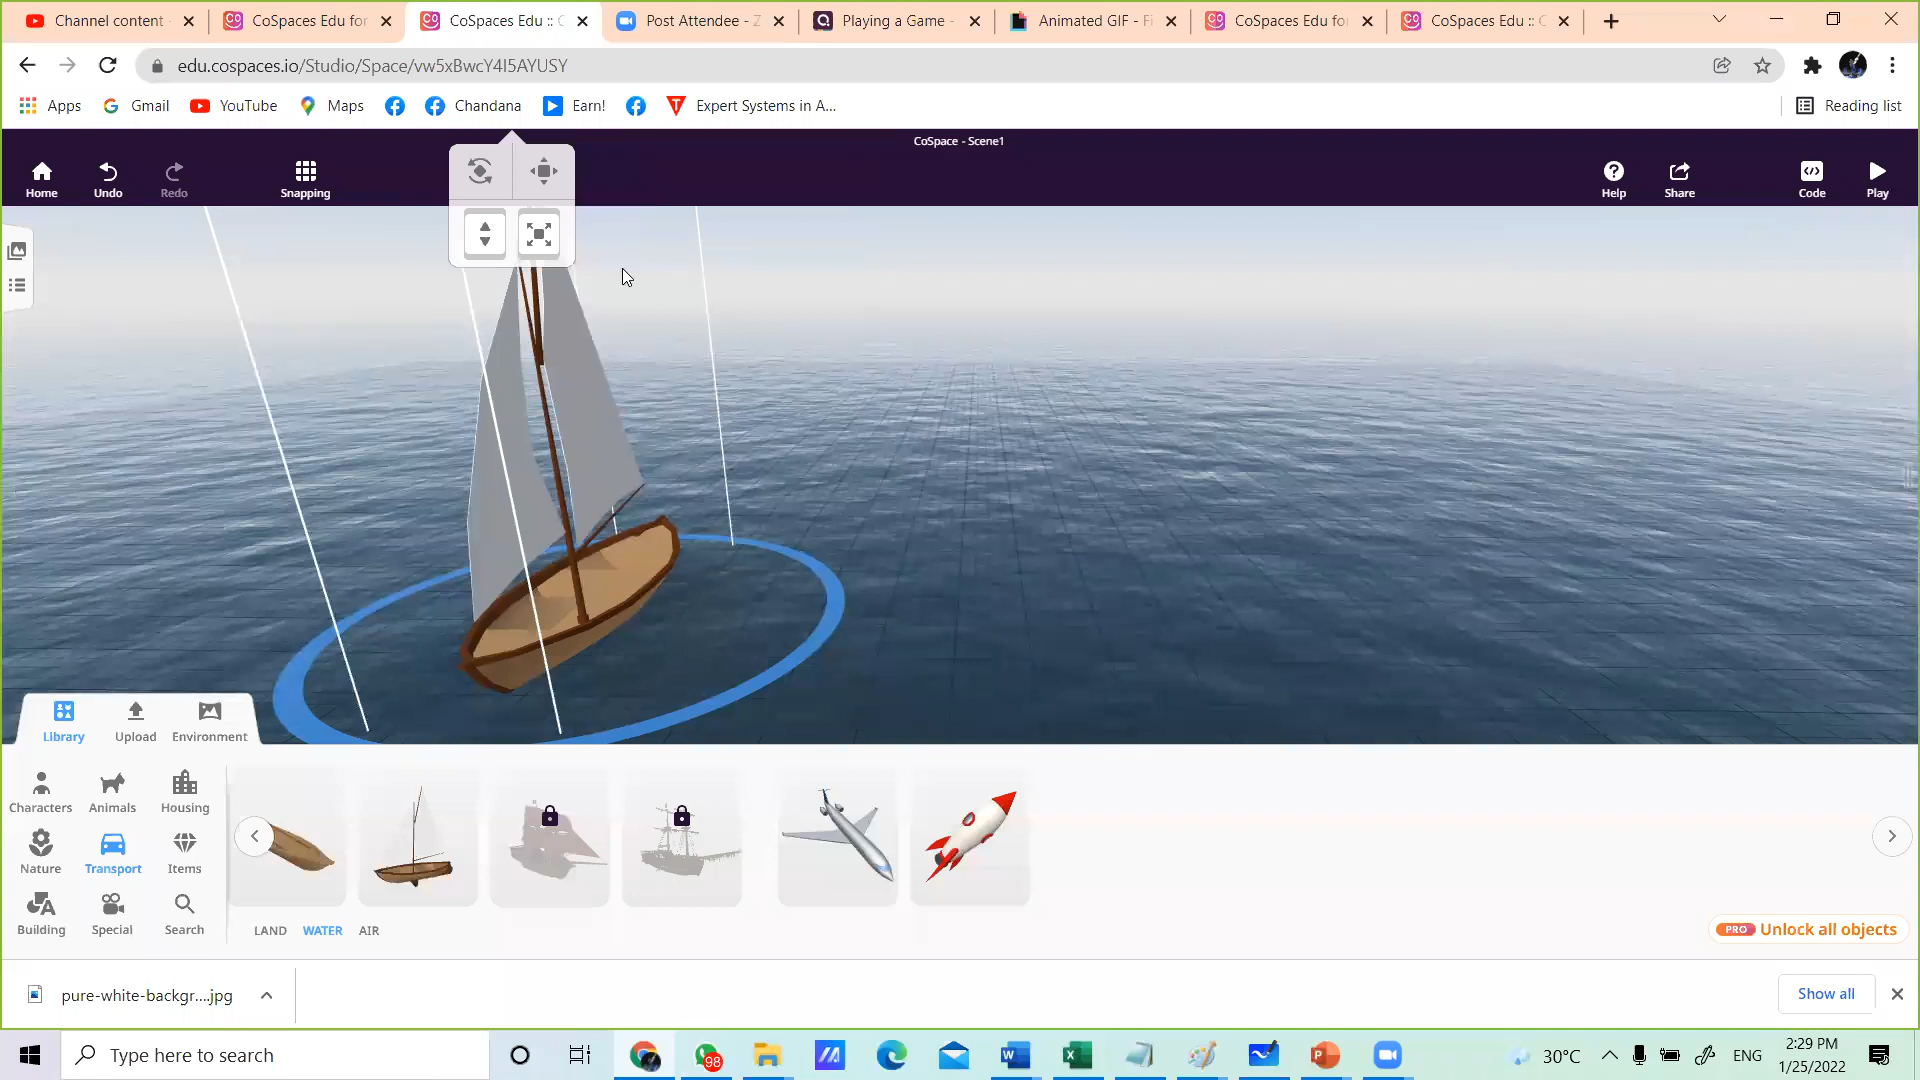 Channel content
CoSpaces Edu for
CoSpaces Edu :: C
Post Attendee - Z
Playing a Game -
Animated GIF - Fi
CoSpaces Edu for
CoSpaces Edu :: C
edu.cospaces.io/Studio/Space/vw5xBwcY4I5AYUSY
Apps
Gmail
YouTube
Maps
Chandana
Earn!
Expert Systems in A...
Reading list
CoSpace - Scene1
Home
Undo
Redo
Snapping
Help
Share
Code
Play
Library
Upload
Environment
Characters
Animals
Housing
Nature
Transport
Items
Building
Special
Search
LAND
WATER
AIR
PRO Unlock all objects
pure-white-backgr....jpg
Show all
Type here to search
98
30°C
ENG
2:29 PM
1/25/2022